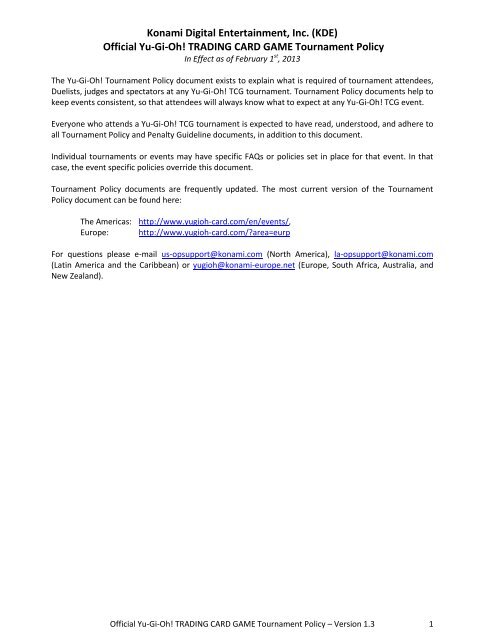 Konami Digital Entertainment, Inc. (KDE)
Official Yu-Gi-Oh! TRADING CARD GAME Tournament Policy
In Effect as of February 1st, 2013
The Yu-Gi-Oh! Tournament Policy document exists to explain what is required of tournament attendees,
Duelists, judges and spectators at any Yu-Gi-Oh! TCG tournament. Tournament Policy documents help to
keep events consistent, so that attendees will always know what to expect at any Yu-Gi-Oh! TCG event.
Everyone who attends a Yu-Gi-Oh! TCG tournament is expected to have read, understood, and adhere to
all Tournament Policy and Penalty Guideline documents, in addition to this document.
Individual tournaments or events may have specific FAQs or policies set in place for that event. In that
case, the event specific policies override this document.
Tournament Policy documents are frequently updated. The most current version of the Tournament
Policy document can be found here:
The Americas: http://www.yugioh-card.com/en/events/,
Europe: http://www.yugioh-card.com/?area=eurp
For questions please e-mail us-opsupport@konami.com (North America), la-opsupport@konami.com
(Latin America and the Caribbean) or yugioh@konami-europe.net (Europe, South Africa, Australia, and
New Zealand).
Official Yu-Gi-Oh! TRADING CARD GAME Tournament Policy – Version 1.3 1